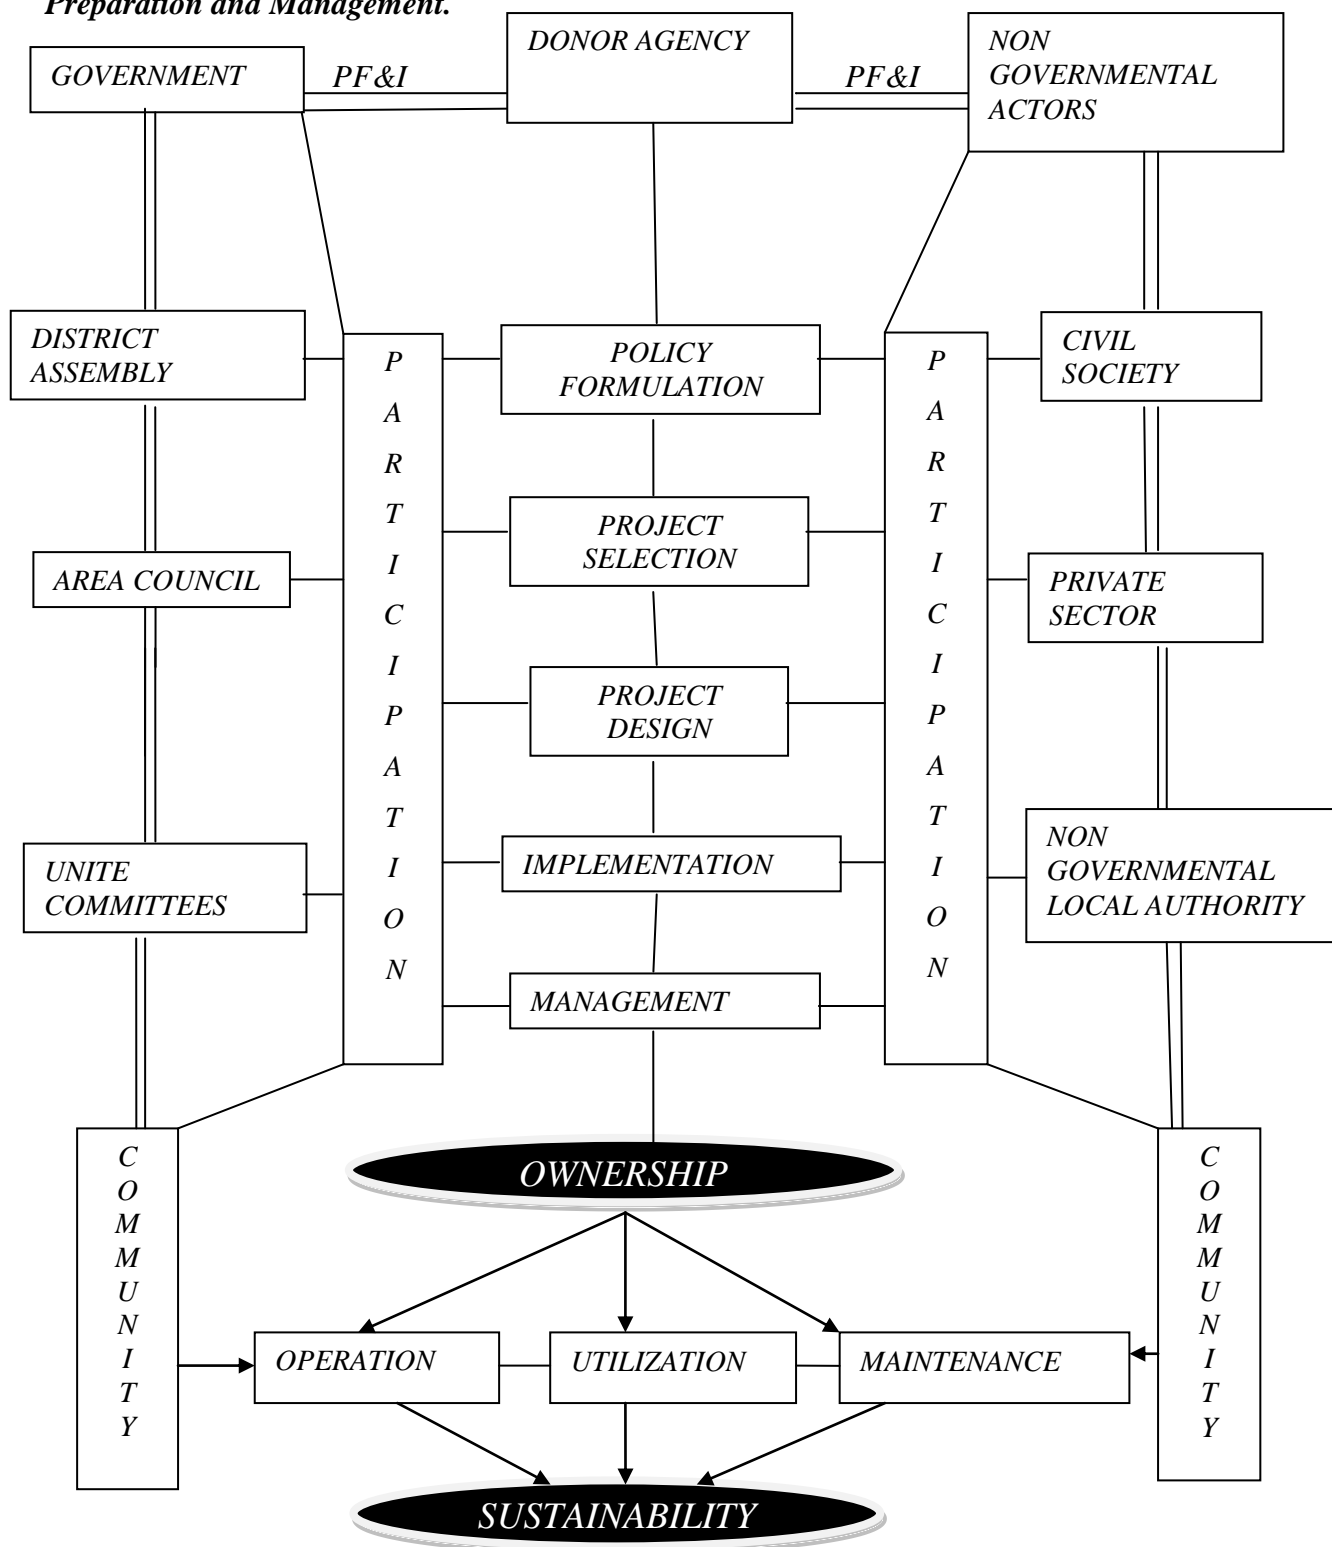 Preparation and Management.
GOVERNMENT
PF&I
DONOR AGENCY
PF&I
NON
GOVERNMENTAL
ACTORS
DISTRICT
ASSEMBLY
P
A
R
T
I
C
I
P
A
T
I
O
N
POLICY
FORMULATION
P
A
R
T
I
C
I
P
A
T
I
O
N
CIVIL
SOCIETY
PROJECT
SELECTION
AREA COUNCIL
PRIVATE
SECTOR
PROJECT
DESIGN
UNITE
COMMITTEES
IMPLEMENTATION
NON
GOVERNMENTAL
LOCAL AUTHORITY
MANAGEMENT
C
O
M
M
U
N
I
T
Y
OWNERSHIP
C
O
M
M
U
N
I
T
Y
OPERATION
UTILIZATION
MAINTENANCE
SUSTAINABILITY